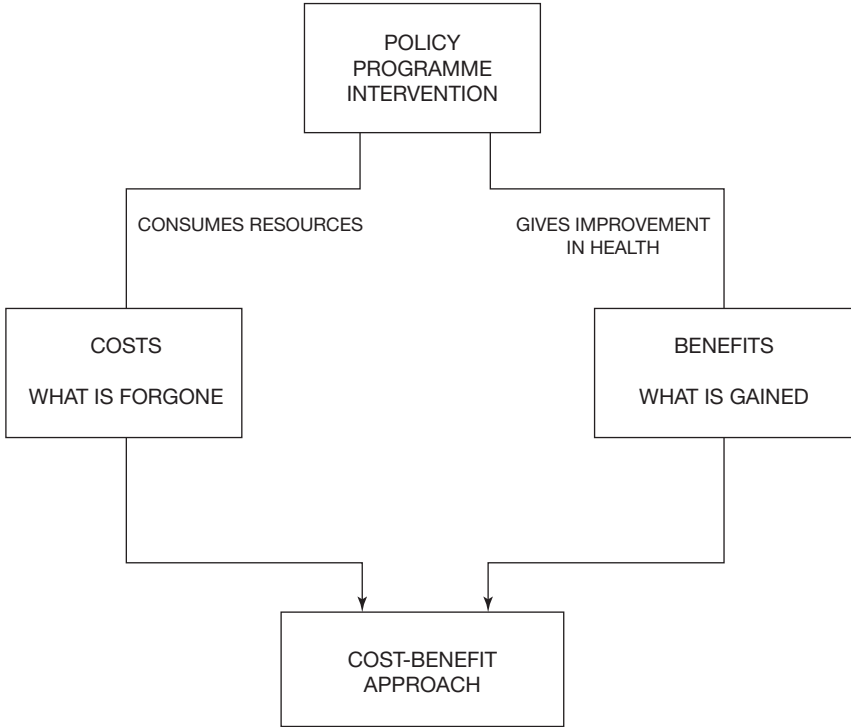 POLICY
PROGRAMME
INTERVENTION
CONSUMES RESOURCES
GIVES IMPROVEMENT
IN HEALTH
COSTS
WHAT IS FORGONE
BENEFITS
WHAT IS GAINED
COST-BENEFIT
APPROACH